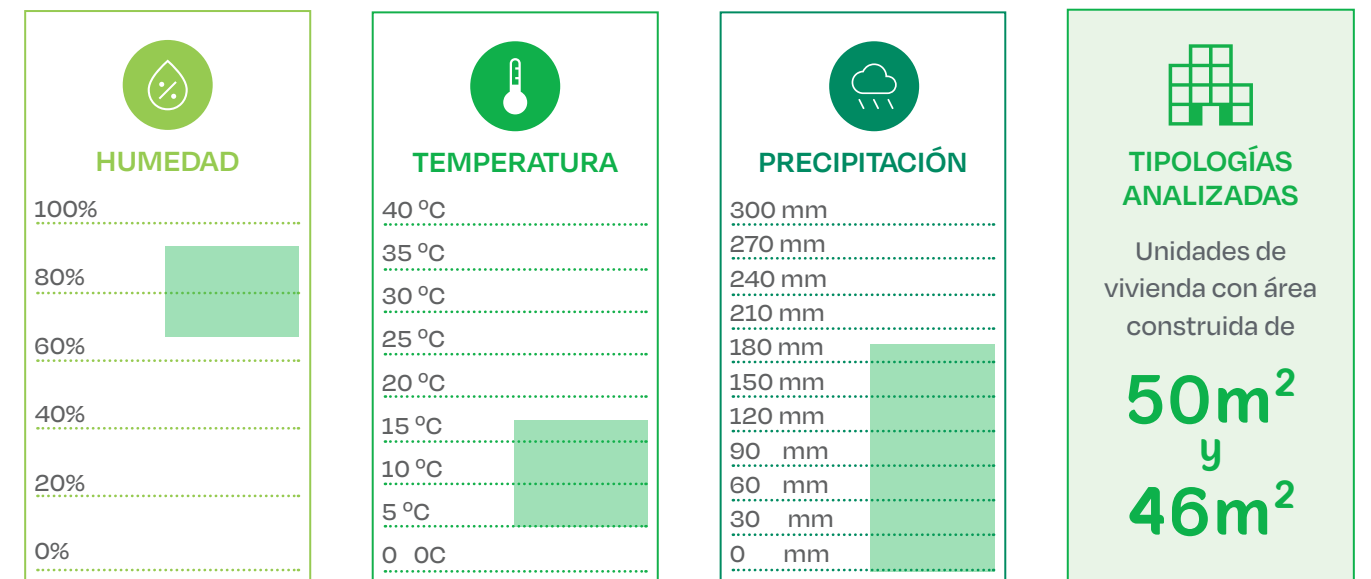 HUMEDAD
100%
80%
60%
40%
20%
0%
TEMPERATURA
40 ºC
35 ºC
30 ºC
25 ºC
20 ºC
15 ºC
10 ºC
5 ºC
0 0C
PRECIPITACIÓN
300 mm
270 mm
240 mm
210 mm
180 mm
150 mm
120 mm
90 mm
60 mm
30 mm
0 mm
TIPOLOGÍAS
ANALIZADAS
Unidades de
vivienda con área
construida de
50m²
y
46m²